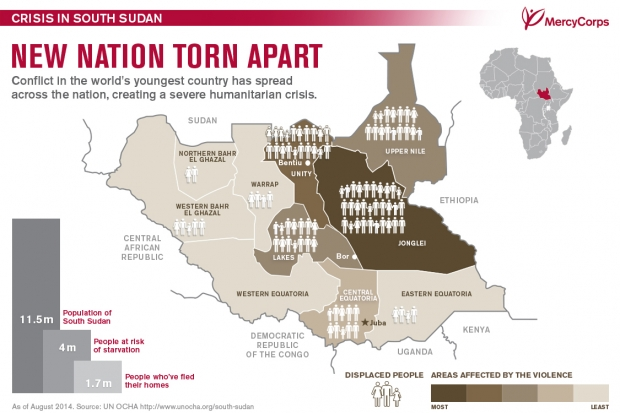 CRISIS IN SOUTH SUDAN
MercyCorps
NEW NATION TORN APART
Conflict in the world's youngest country has spread
across the nation, creating a severe humanitarian crisis.
SUDAN
NORTHERN BAHR
EL GHAZAL
Bentiu
UNITY
UPPER NILE
WARRAP
WESTERN BAHR
EL GHAZAL
ETHIOPIA
CENTRAL
AFRICAN
REPUBLIC
LAKES
Bor
JONGLEI
WESTERN EQUATORIA
CENTRAL
EQUATORIA
EASTERN EQUATORIA
Juba
DEMOCRATIC
REPUBLIC
OF THE CONGO
UGANDA
KENYA
11.5m
Population of
South Sudan
4m
People at risk
of starvation
1.7m
People who've fled
their homes
DISPLACED PEOPLE
AREAS AFFECTED BY THE VIOLENCE
MOST
LEAST
As of August 2014. Source: UN OCHA http://www.unocha.org/south-sudan